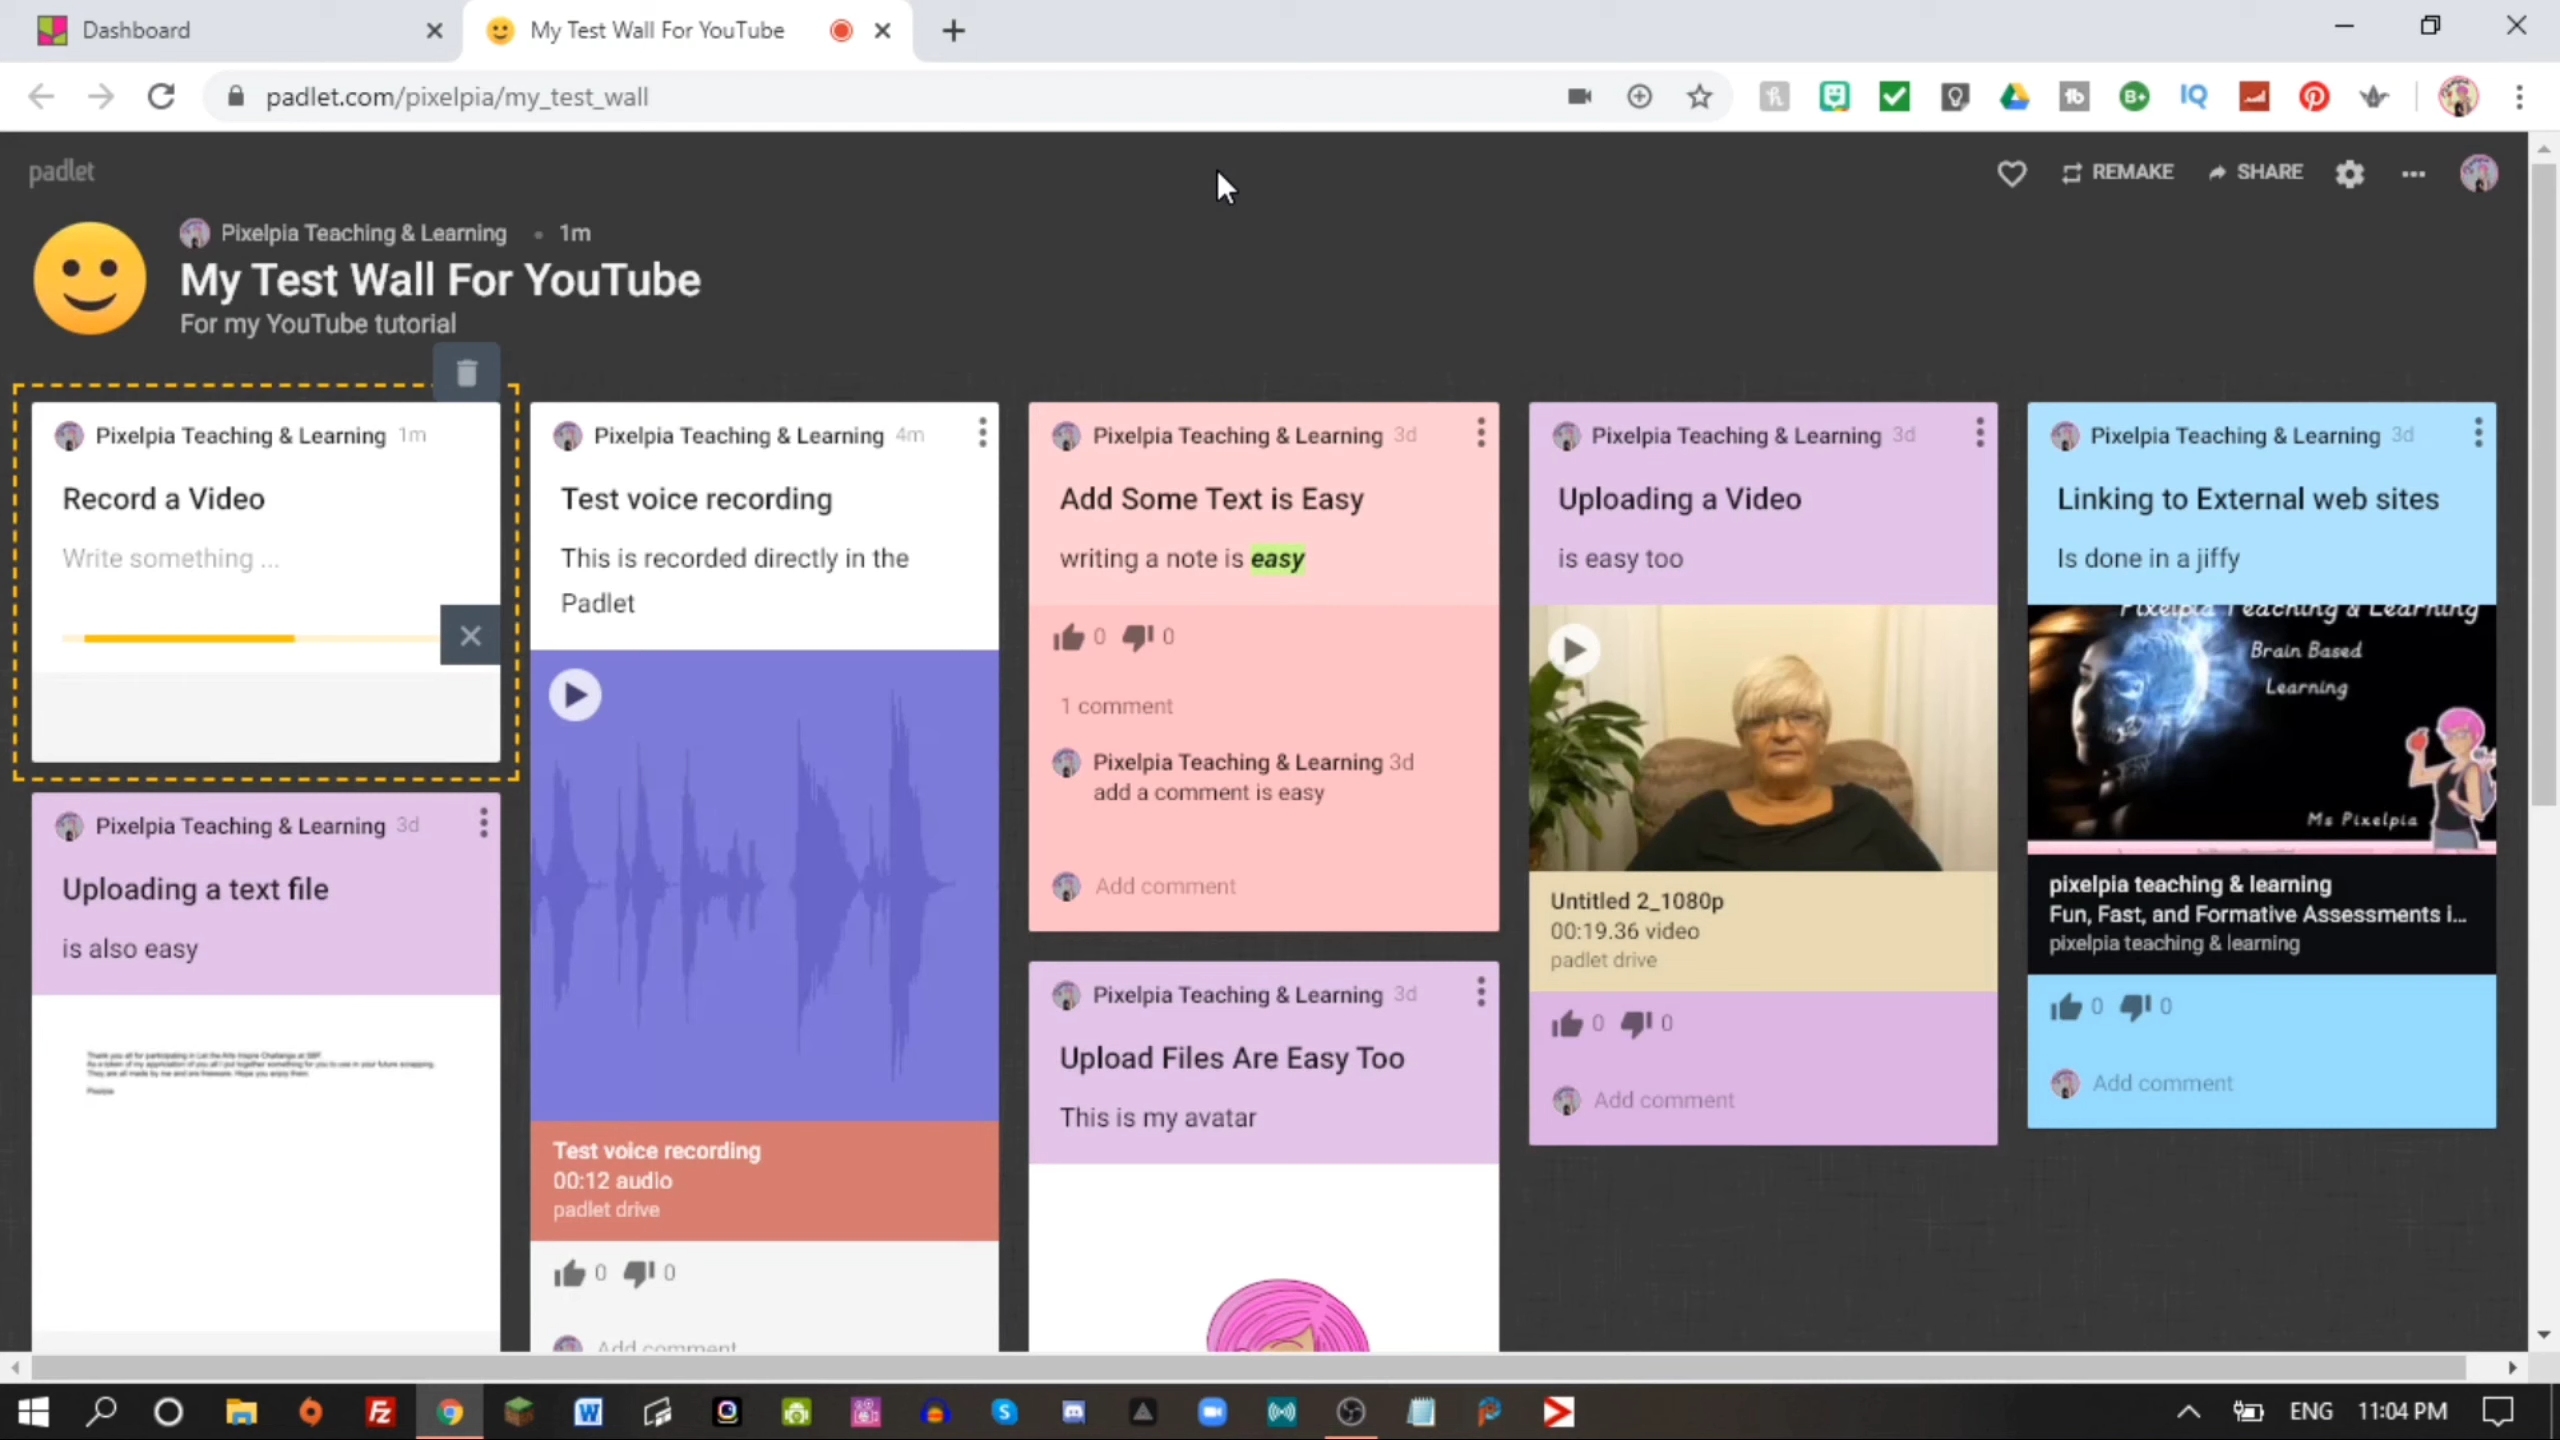 Dashboard
My Test Wall For YouTube
padlet.com/pixelpia/my_test_wall
padlet
REMAKE
SHARE
Pixelpia Teaching & Learning • 1m
My Test Wall For YouTube
For my YouTube tutorial
Pixelpia Teaching & Learning 1m
Record a Video
Write something ...
Pixelpia Teaching & Learning 3d
Uploading a text file
is also easy
Pixelpia Teaching & Learning 4m
Test voice recording
This is recorded directly in the
Padlet
Test voice recording
00:12 audio
padlet drive
0 0
Add comment
Pixelpia Teaching & Learning 3d
Add Some Text is Easy
writing a note is easy
0 0
1 comment
Pixelpia Teaching & Learning 3d
add a comment is easy
Add comment
Pixelpia Teaching & Learning 3d
Upload Files Are Easy Too
This is my avatar
Pixelpia Teaching & Learning 3d
Uploading a Video
is easy too
Untitled 2_1080p
00:19.36 video
padlet drive
0 0
Add comment
Pixelpia Teaching & Learning 3d
Linking to External web sites
Is done in a jiffy
Pixelpia Teaching & Learning
Brain Based
Learning
Ms Pixelpia
pixelpia teaching & learning
Fun, Fast, and Formative Assessments i...
pixelpia teaching & learning
0 0
Add comment
ENG 11:04 PM